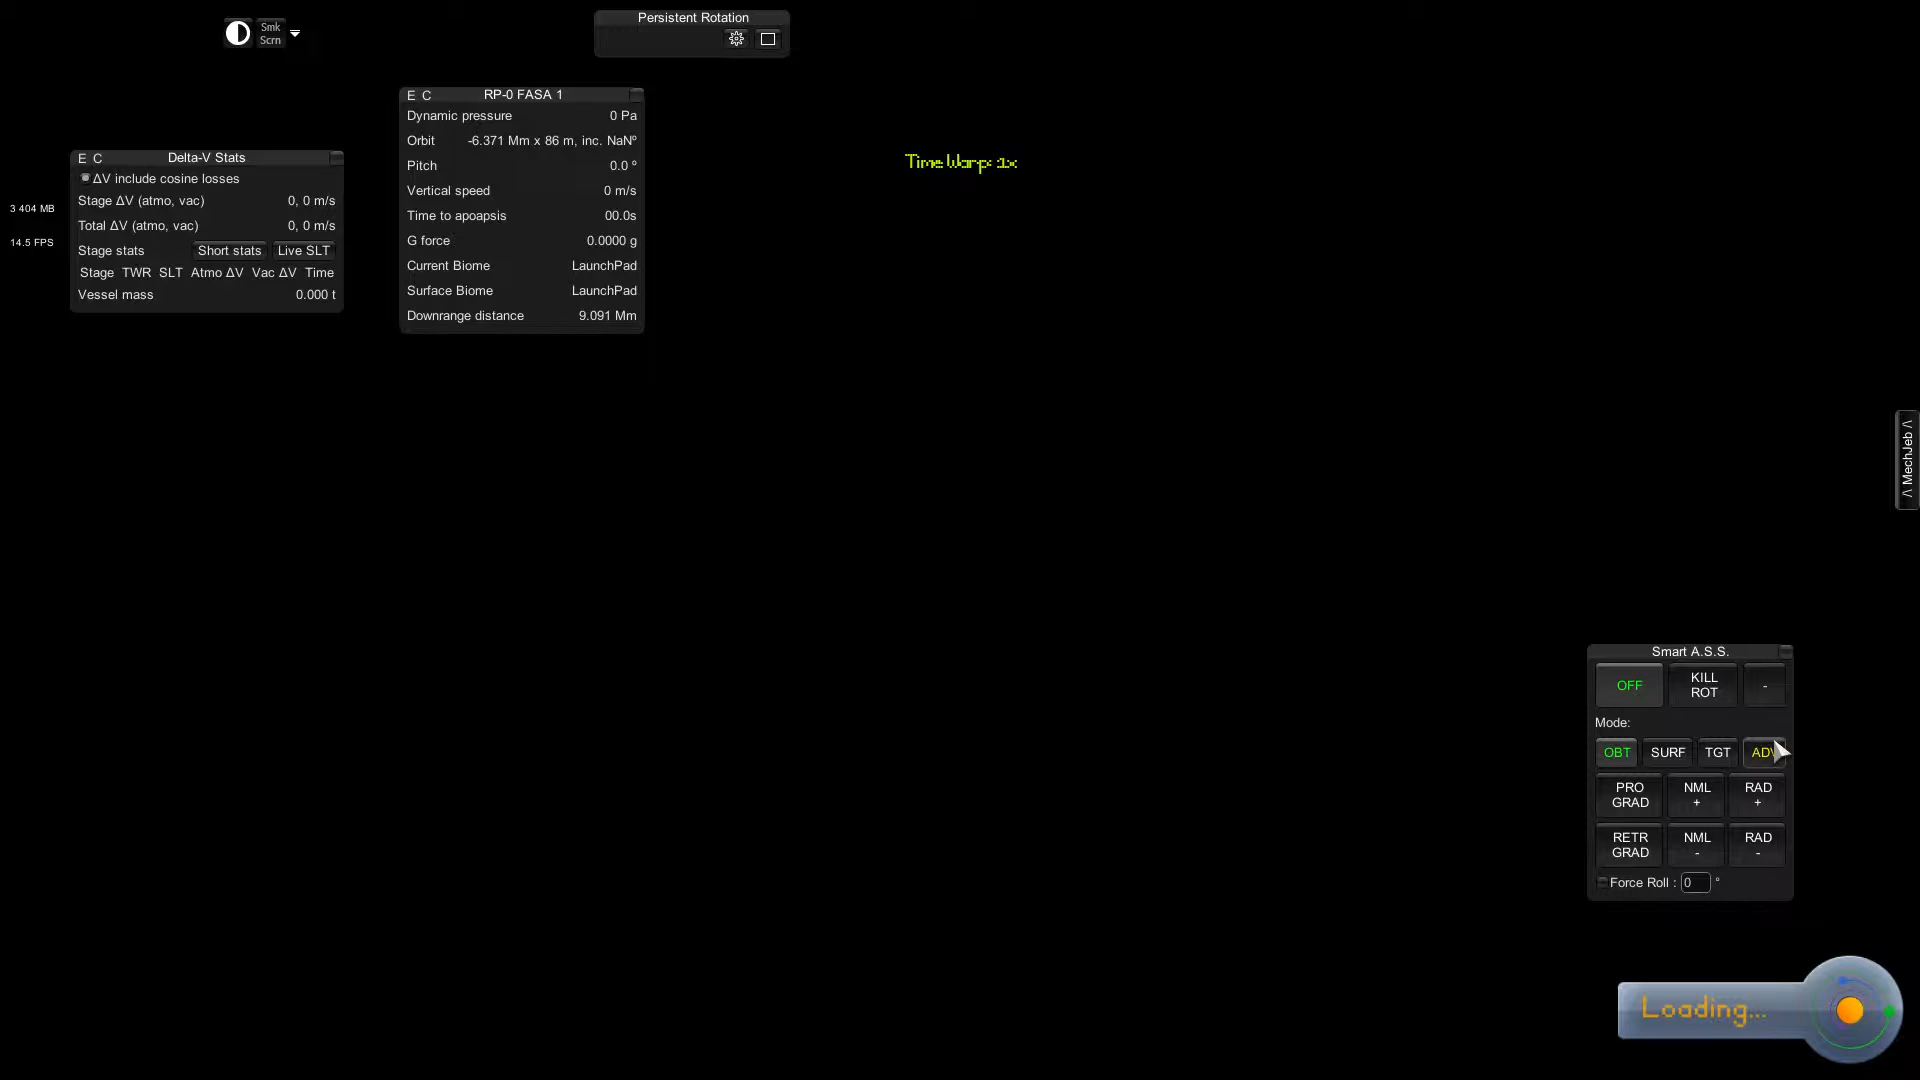 Smk
Scrn
Persistent Rotation
E C RP-0 FASA 1
Dynamic pressure 0 Pa
Orbit -6.371 Mm x 86 m, inc. NaNº
Pitch 0.0 º
Vertical speed 0 m/s
Time to apoapsis 00.0s
G force 0.0000 g
Current Biome LaunchPad
Surface Biome LaunchPad
Downrange distance 9.091 Mm
E C Delta-V Stats
ΔV include cosine losses
Stage ΔV (atmo, vac) 0, 0 m/s
Total ΔV (atmo, vac) 0, 0 m/s
Stage stats Short stats Live SLT
Stage TWR SLT Atmo ΔV Vac ΔV Time
Vessel mass 0.000 t
3 404 MB
14.5 FPS
Time Warp: 1x
/\ MechJeb /\
Smart A.S.S.
OFF KILL ROT -
Mode:
OBT SURF TGT ADV
PRO GRAD NML + RAD +
RETR GRAD NML - RAD -
Force Roll : 0 °
Loading...